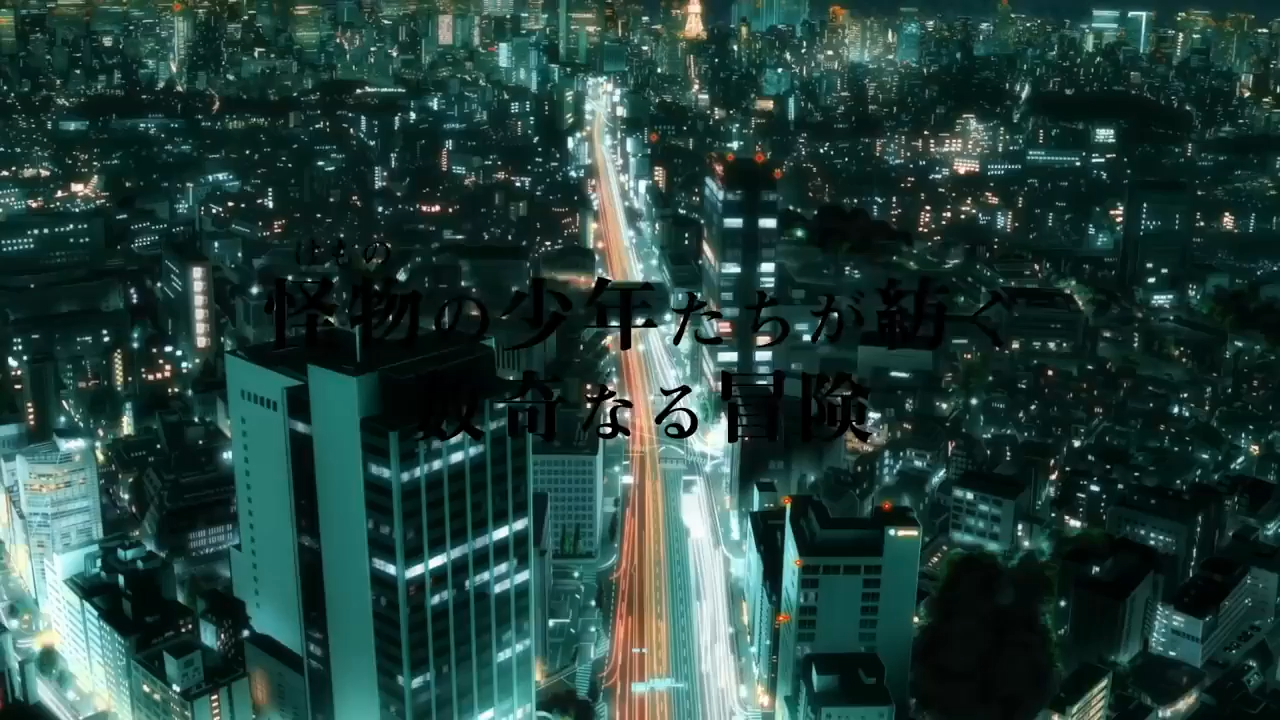 けもの
怪物の少年たちが紡ぐ
数奇なる冒険